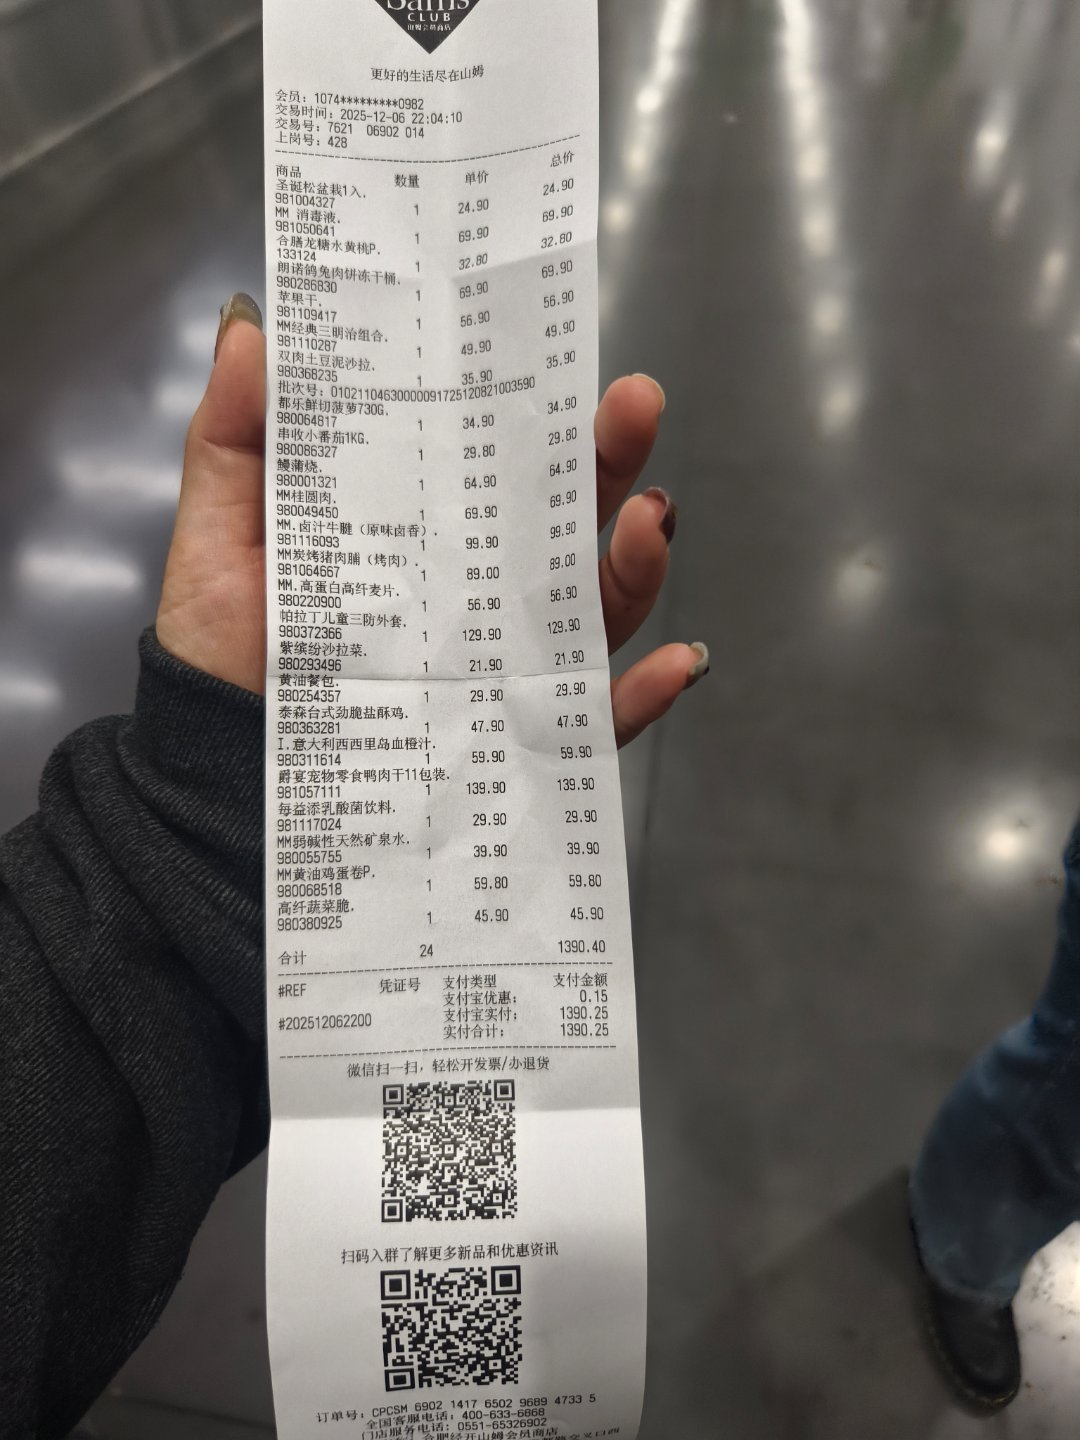 Sam's
CLUB
山姆会员商店
更好的生活尽在山姆
会员：1074*********0982
交易时间：2025-12-06 22:04:10
交易号：7621 06902 014
上岗号：428
商品 数量 单价 总价
圣诞松盆栽1入.
981004327 1 24.90 24.90
MM 消毒液.
981050641 1 69.90 69.90
合膳龙糖水黄桃P.
133124 1 32.80 32.80
朗诺鸽兔肉饼冻干桶.
980286830 1 69.90 69.90
苹果干.
981109417 1 56.90 56.90
MM经典三明治组合.
981110287 1 49.90 49.90
双肉土豆泥沙拉.
980368235 1 35.90 35.90
批次号：01021104630000091725120821003590
都乐鲜切菠萝730G.
980064817 1 34.90 34.90
串收小番茄1KG.
980086327 1 29.80 29.80
鳗蒲烧.
980001321 1 64.90 64.90
MM桂圆肉.
980049450 1 69.90 69.90
MM.卤汁牛腱（原味卤香）.
981116093 1 99.90 99.90
MM炭烤猪肉脯（烤肉）.
981064667 1 89.00 89.00
MM.高蛋白高纤麦片.
980220900 1 56.90 56.90
帕拉丁儿童三防外套.
980372366 1 129.90 129.90
紫缤纷沙拉菜.
980293496 1 21.90 21.90
黄油餐包.
980254357 1 29.90 29.90
泰森台式劲脆盐酥鸡.
980363281 1 47.90 47.90
I.意大利西西里岛血橙汁.
980311614 1 59.90 59.90
爵宴宠物零食鸭肉干11包装.
981057111 1 139.90 139.90
每益添乳酸菌饮料.
981117024 1 29.90 29.90
MM弱碱性天然矿泉水.
980055755 1 39.90 39.90
MM黄油鸡蛋卷P.
980068518 1 59.80 59.80
高纤蔬菜脆.
980380925 1 45.90 45.90
合计 24 1390.40
#REF 凭证号 支付类型 支付金额
支付宝优惠： 0.15
#202512062200 支付宝实付： 1390.25
实付合计： 1390.25
微信扫一扫，轻松开发票/办退货
扫码入群了解更多新品和优惠资讯
订单号：CPCSM 6902 1417 6502 9689 4733 5
全国客服电话：400-633-6868
门店服务电话：0551-65326902
合肥经开山姆会员商店